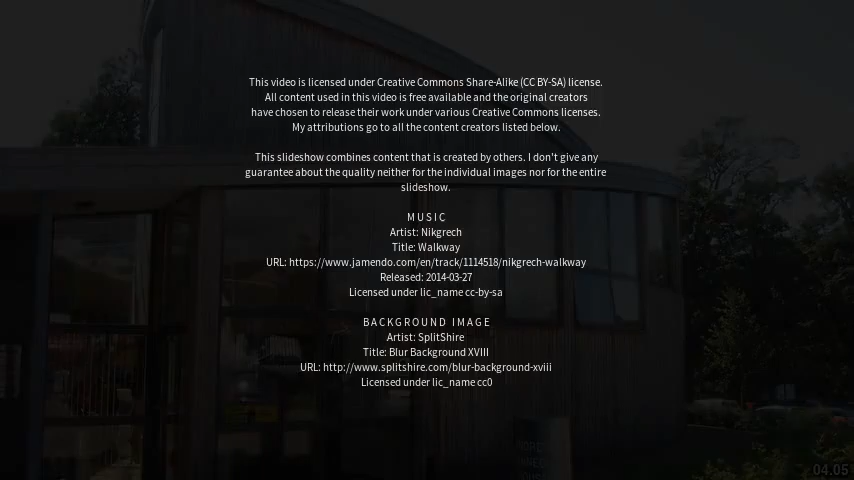 This video is licensed under Creative Commons Share-Alike (CC BY-SA) license.
All content used in this video is free available and the original creators
have chosen to release their work under various Creative Commons licenses.
My attributions go to all the content creators listed below.
This slideshow combines content that is created by others. I don't give any
guarantee about the quality neither for the individual images nor for the entire
slideshow.
MUSIC
Artist: Nikgrech
Title: Walkway
URL: https://www.jamendo.com/en/track/1114518/nikgrech-walkway
Released: 2014-03-27
Licensed under lic_name cc-by-sa
BACKGROUND IMAGE
Artist: SplitShire
Title: Blur Background XVIII
URL: http://www.splitshire.com/blur-background-xviii
Licensed under lic_name cc0
04.05